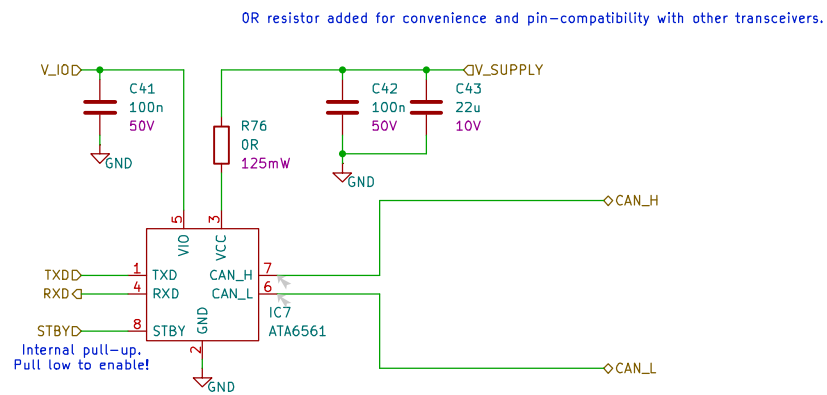 0R resistor added for convenience and pin-compatibility with other transceivers.
V_IO
V_SUPPLY
C41
100n
50V
C42
100n
50V
C43
22u
10V
R76
0R
125mW
GND
GND
CAN_H
5
3
VIO
VCC
TXD
1
TXD
CAN_H
7
RXD
4
RXD
CAN_L
6
STBY
8
STBY
GND
2
IC7
ATA6561
Internal pull-up.
Pull low to enable!
GND
CAN_L